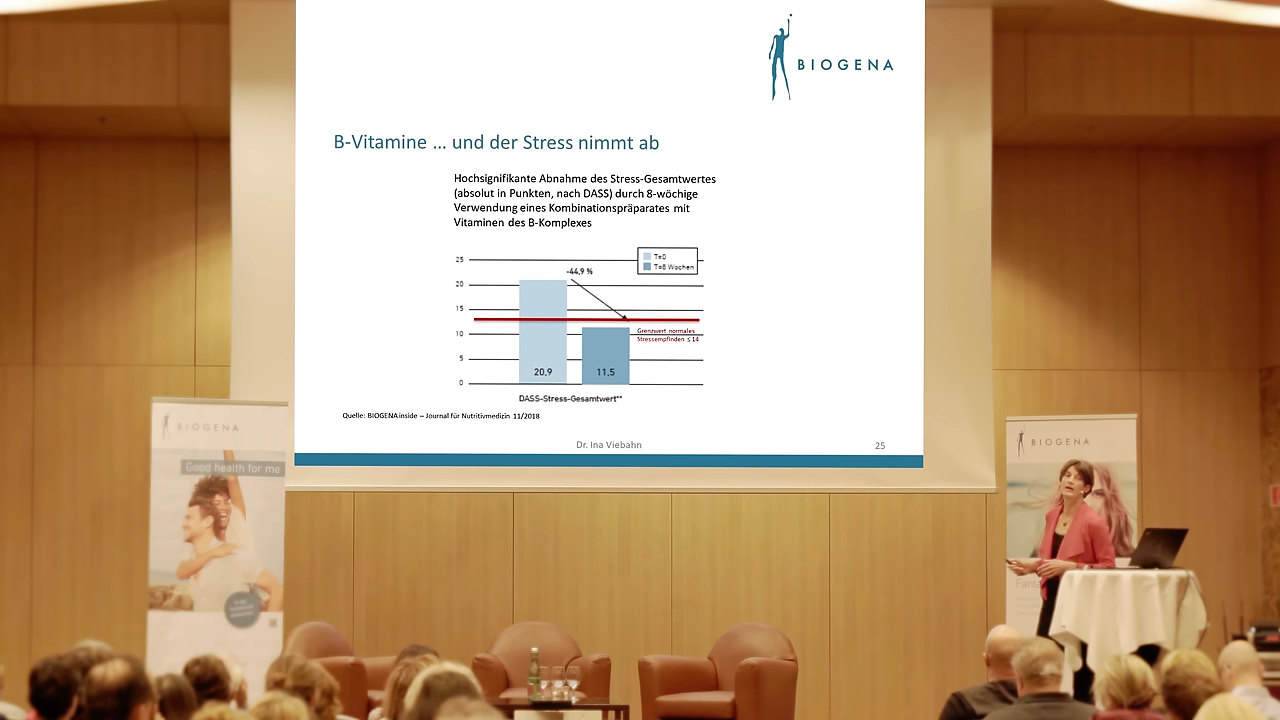 BIOGENA
B-Vitamine ... und der Stress nimmt ab
Hochsignifikante Abnahme des Stress-Gesamtwertes
(absolut in Punkten, nach DASS) durch 8-wöchige
Verwendung eines Kombinationspräparates mit
Vitaminen des B-Komplexes
T=0
T=8 Wochen
-44,9 %
25
20
15
10
5
0
Grenzwert normales
Stressempfinden ≤ 14
20,9
11,5
DASS-Stress-Gesamtwert**
Quelle: BIOGENA inside – Journal für Nutritivmedizin 11/2018
Dr. Ina Viebahn
25
BIOGENA
Good health for me
BIOGENA